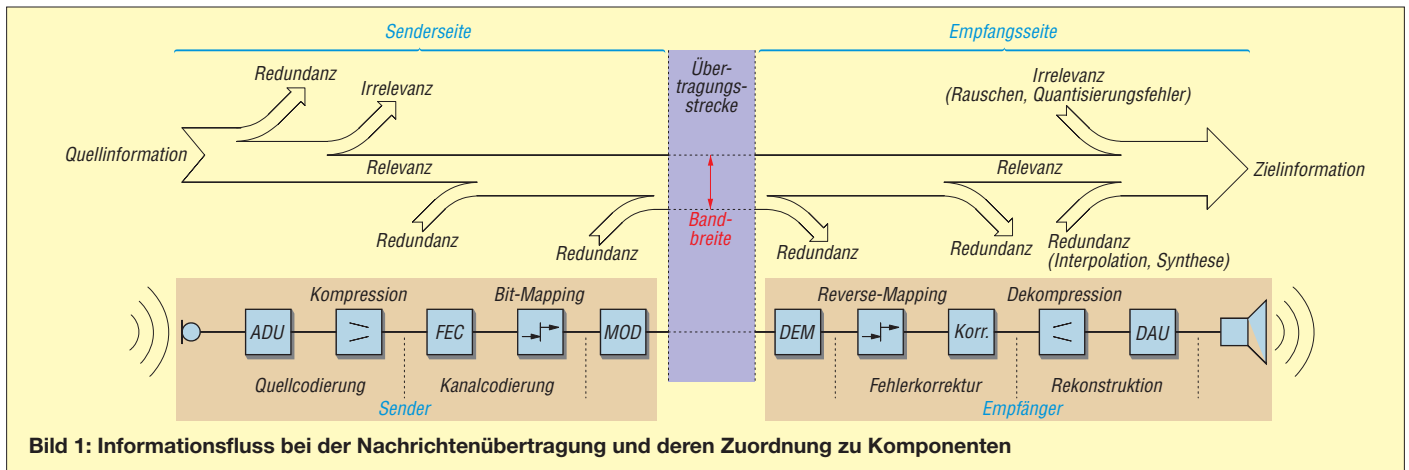 Senderseite
Empfangsseite
Redundanz
Irrelevanz
Über-
tragungs-
strecke
Irrelevanz
(Rauschen, Quantisierungsfehler)
Quellinformation
Relevanz
Relevanz
Zielinformation
Redundanz
Redundanz
Band-
breite
Redundanz
Redundanz
Redundanz
(Interpolation, Synthese)
Kompression
Bit-Mapping
Reverse-Mapping
Dekompression
ADU
FEC
MOD
DEM
Korr.
DAU
Quellcodierung
Kanalcodierung
Fehlerkorrektur
Rekonstruktion
Sender
Empfänger
Bild 1: Informationsfluss bei der Nachrichtenübertragung und deren Zuordnung zu Komponenten